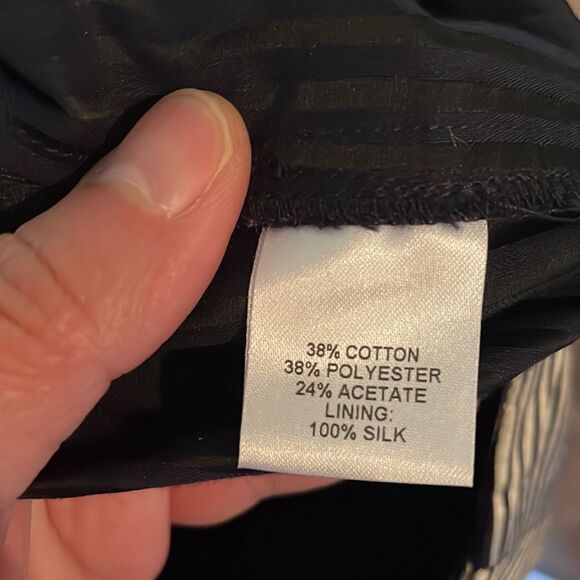 38% COTTON
38% POLYESTER
24% ACETATE
LINING:
100% SILK